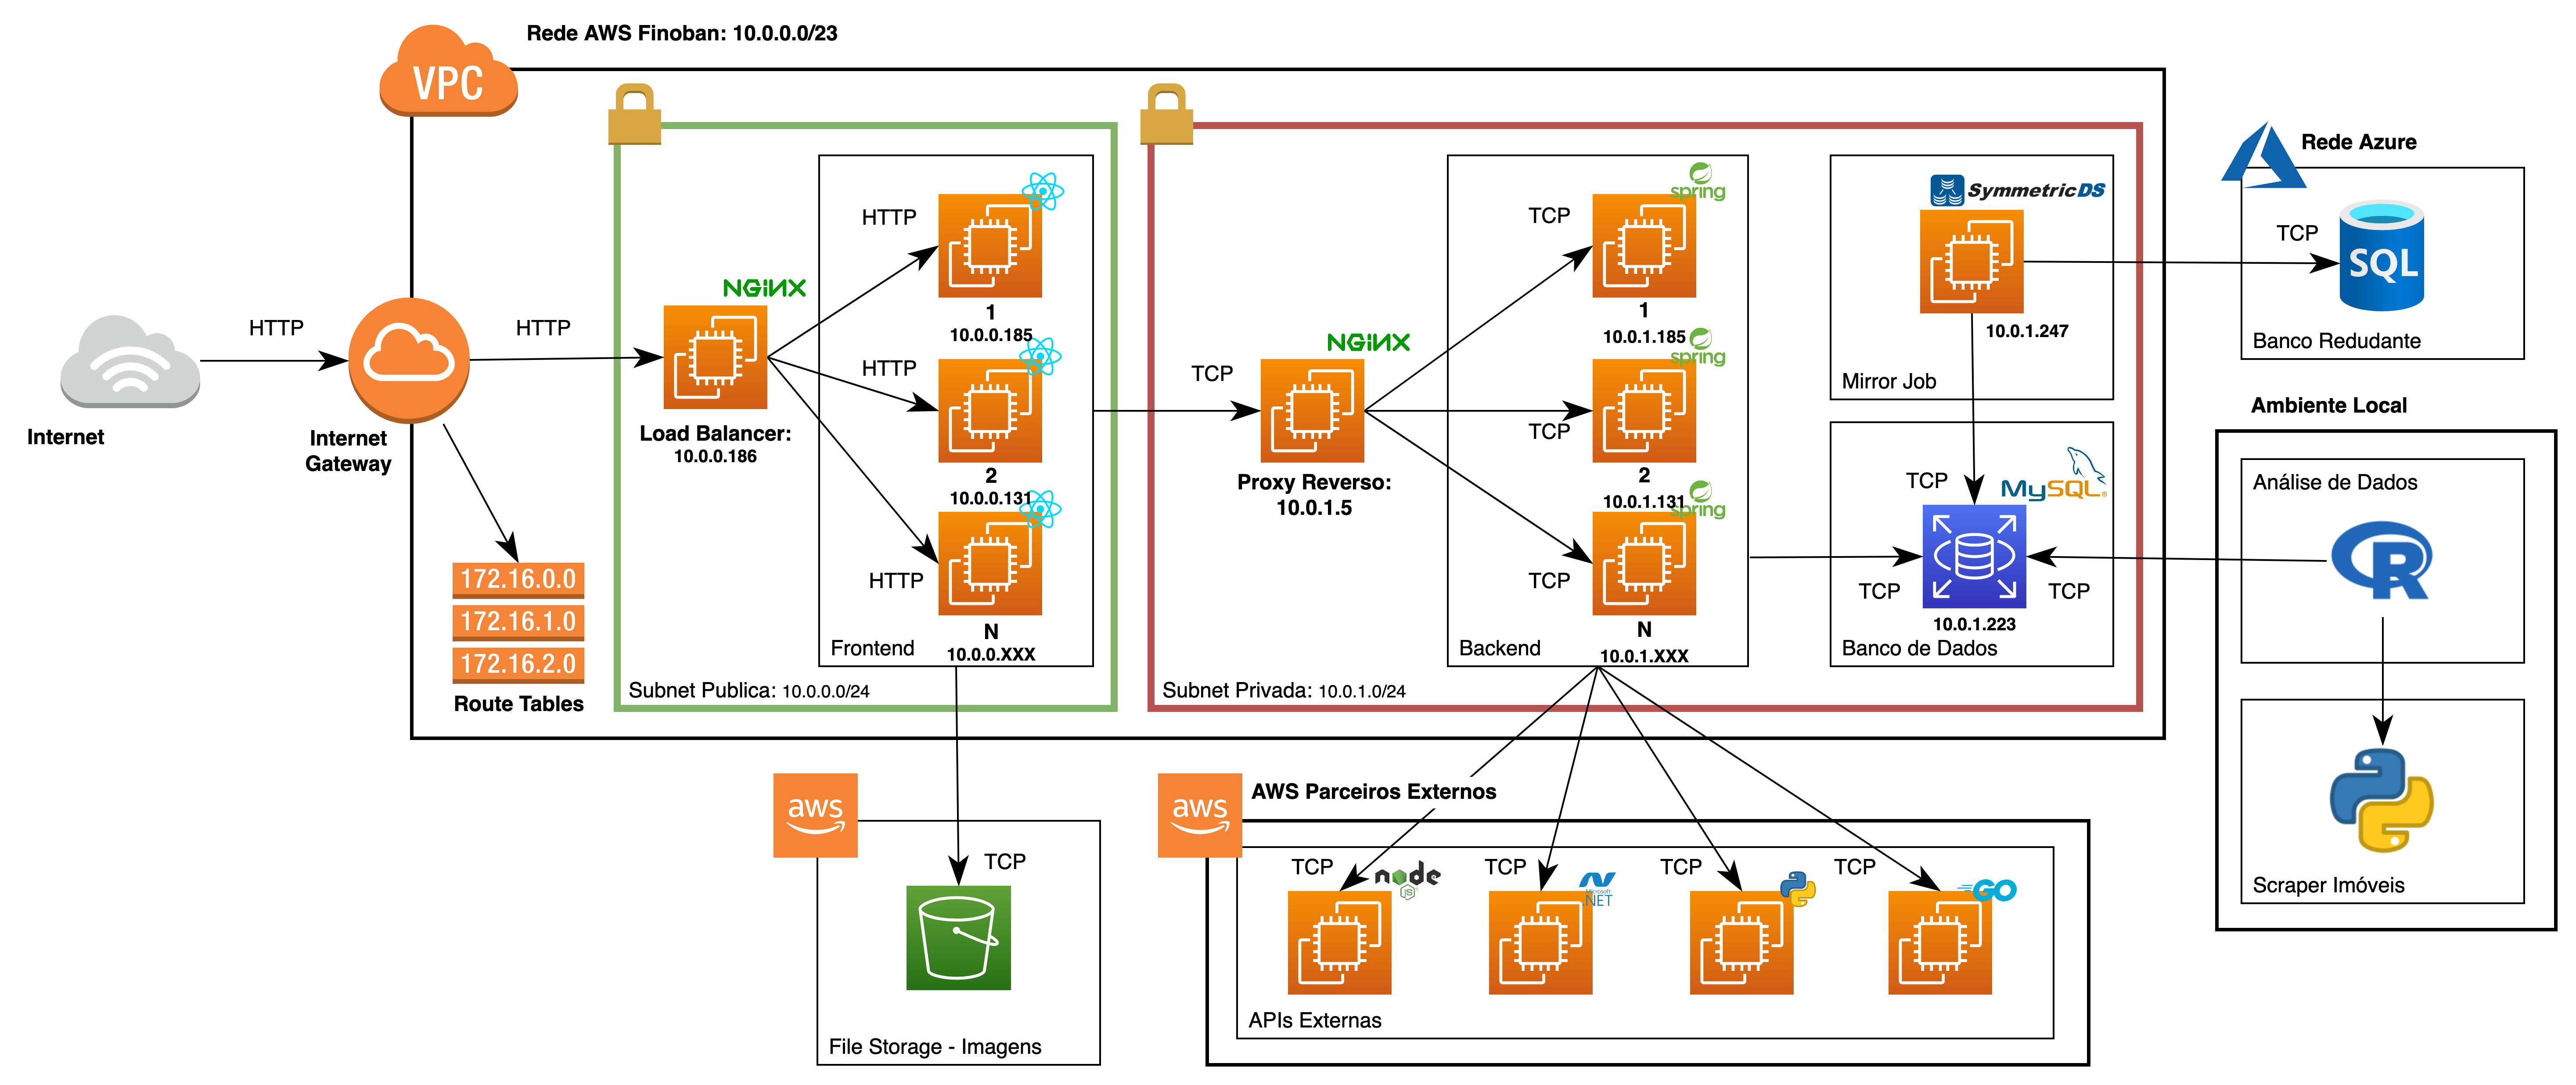 Rede AWS Finoban: 10.0.0.0/23
VPC
Internet
HTTP
Internet
Gateway
HTTP
172.16.0.0
172.16.1.0
172.16.2.0
Route Tables
NGINX
Load Balancer:
10.0.0.186
HTTP
1
10.0.0.185
HTTP
2
10.0.0.131
HTTP
N
10.0.0.XXX
Frontend
Subnet Publica: 10.0.0.0/24
TCP
NGINX
Proxy Reverso:
10.0.1.5
TCP
spring
1
10.0.1.185
spring
TCP
2
10.0.1.131
spring
TCP
N
10.0.1.XXX
Backend
Subnet Privada: 10.0.1.0/24
SymmetricDS
10.0.1.247
Mirror Job
TCP
MySQL®
TCP
TCP
10.0.1.223
Banco de Dados
Rede Azure
TCP
SQL
Banco Redudante
Ambiente Local
Análise de Dados
R
Scraper Imóveis
aws
TCP
File Storage - Imagens
aws
AWS Parceiros Externos
TCP
node
JS
TCP
Microsoft
.NET
TCP
TCP
GO
APIs Externas